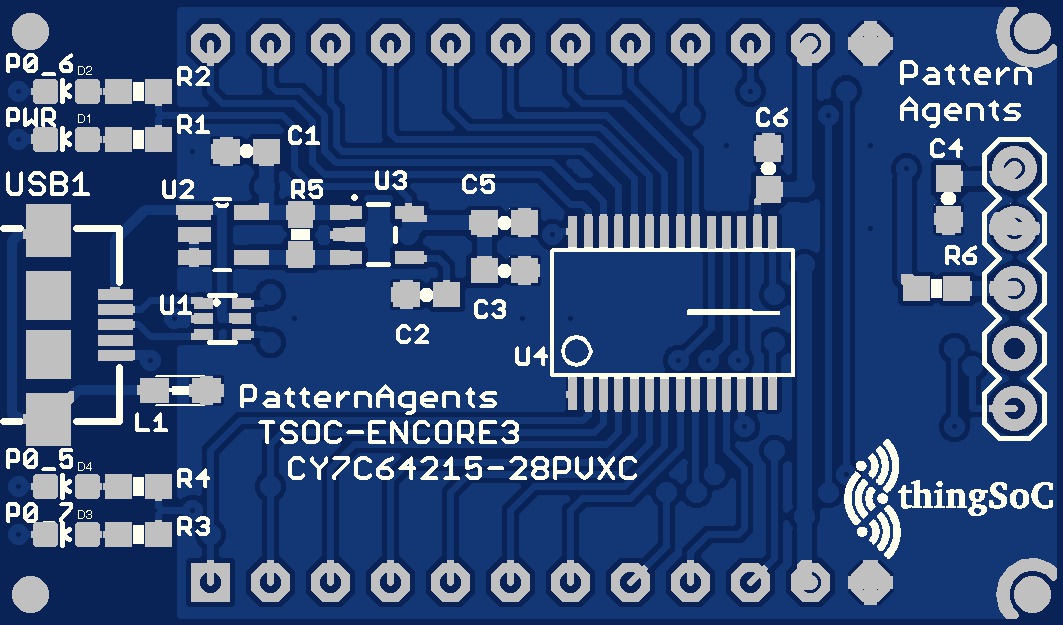 P0_6
D2
R2
PWR
D1
R1
C1
C6
Pattern
Agents
C4
USB1
U2
R5
U3
C5
R6
U1
C3
C2
U4
L1
PatternAgents
TSOC-ENCORE3
CY7C64215-28PVXC
P0_5
D4
R4
P0_7
D3
R3
thingSoC